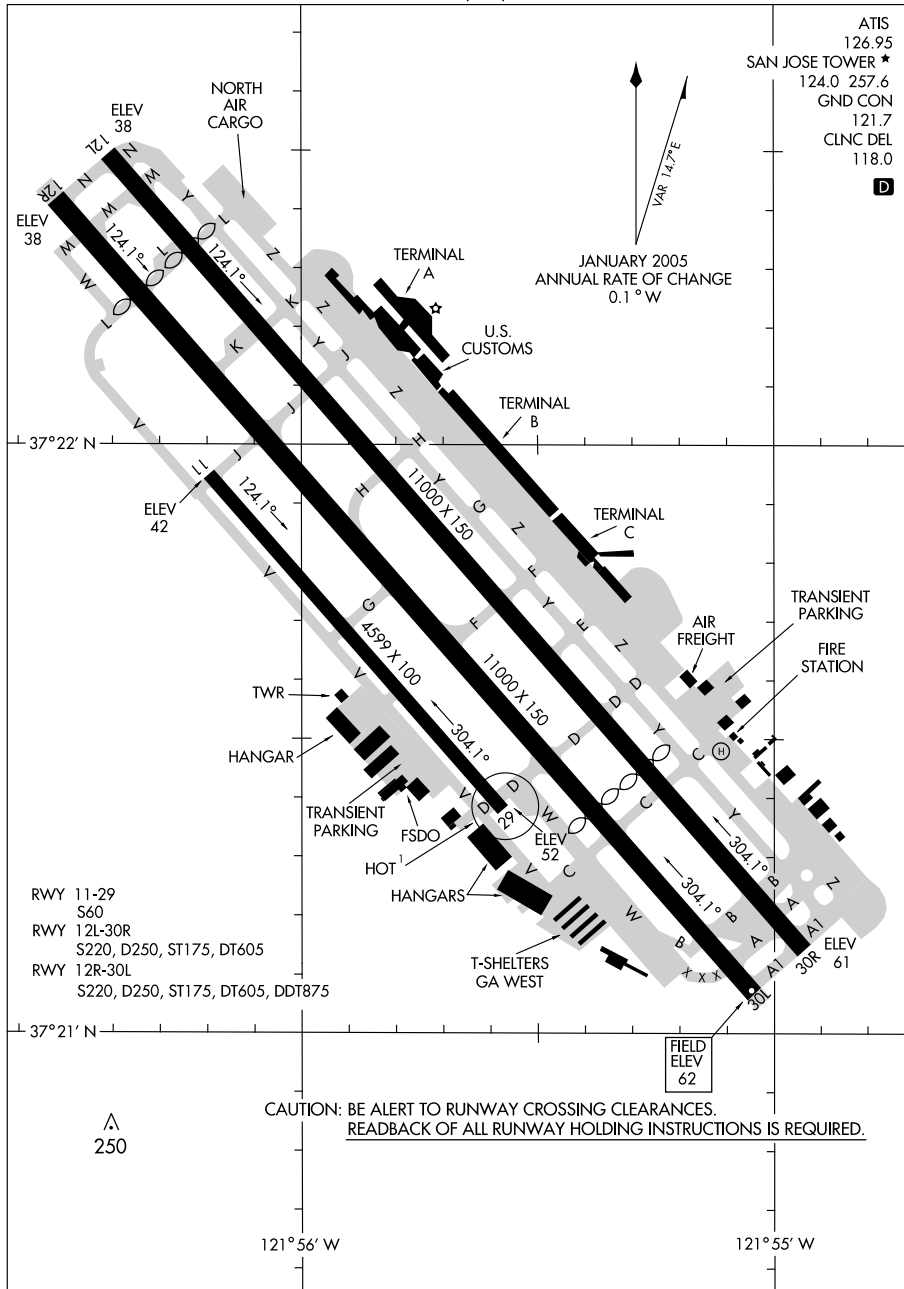 ATIS
126.95
SAN JOSE TOWER ★
124.0 257.6
GND CON
121.7
CLNC DEL
118.0
D
VAR 14.7° E
JANUARY 2005
ANNUAL RATE OF CHANGE
0.1° W
NORTH
AIR
CARGO
ELEV
38
12L
12R
ELEV
38
N
N
W
W
W
W
W
Y
L
L
L
Z
124.1°
124.1°
TERMINAL
A
U.S.
CUSTOMS
K
Z
Y
J
K
Z
J
TERMINAL
B
37°22' N
V
J
H
Y
11
124.1°
ELEV
42
H
11000 X 150
G
Z
TERMINAL
C
V
F
G
4599 X 100
F
Y
E
Z
TRANSIENT
PARKING
AIR
FREIGHT
FIRE
STATION
V
11000 X 150
D
D
D
Y
C
C
H
TWR
HANGAR
304.1°
TRANSIENT
PARKING
FSDO
V
D
D
29
W
ELEV
52
HOT 1
HANGARS
V
C
Y
304.1°
304.1°
B
B
Z
A
A
A1
A1
W
B
X X X
T-SHELTERS
GA WEST
30R
ELEV
61
30L
RWY 11-29
S60
RWY 12L-30R
S220, D250, ST175, DT605
RWY 12R-30L
S220, D250, ST175, DT605, DDT875
37°21' N
FIELD
ELEV
62
CAUTION: BE ALERT TO RUNWAY CROSSING CLEARANCES.
READBACK OF ALL RUNWAY HOLDING INSTRUCTIONS IS REQUIRED.
250
121°56' W
121°55' W